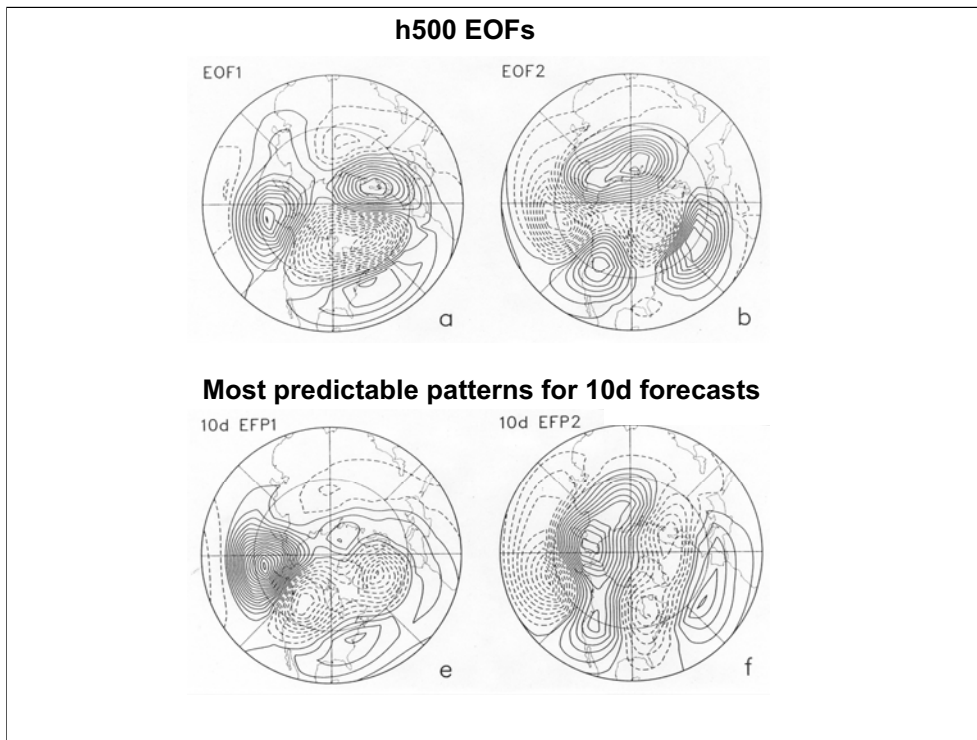 h500 EOFs
EOF1
EOF2
a
b
Most predictable patterns for 10d forecasts
10d EFP1
10d EFP2
e
f